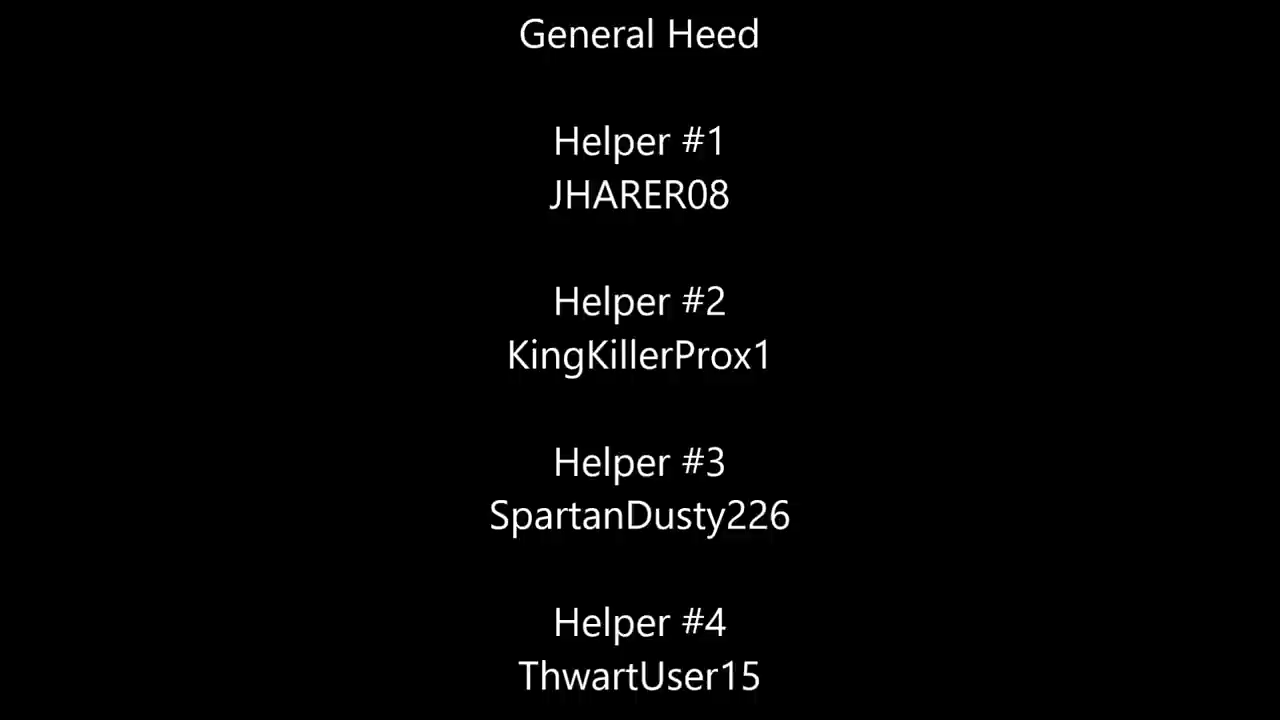 General Heed
Helper #1
JHARER08
Helper #2
KingKillerProx1
Helper #3
SpartanDusty226
Helper #4
ThwartUser15